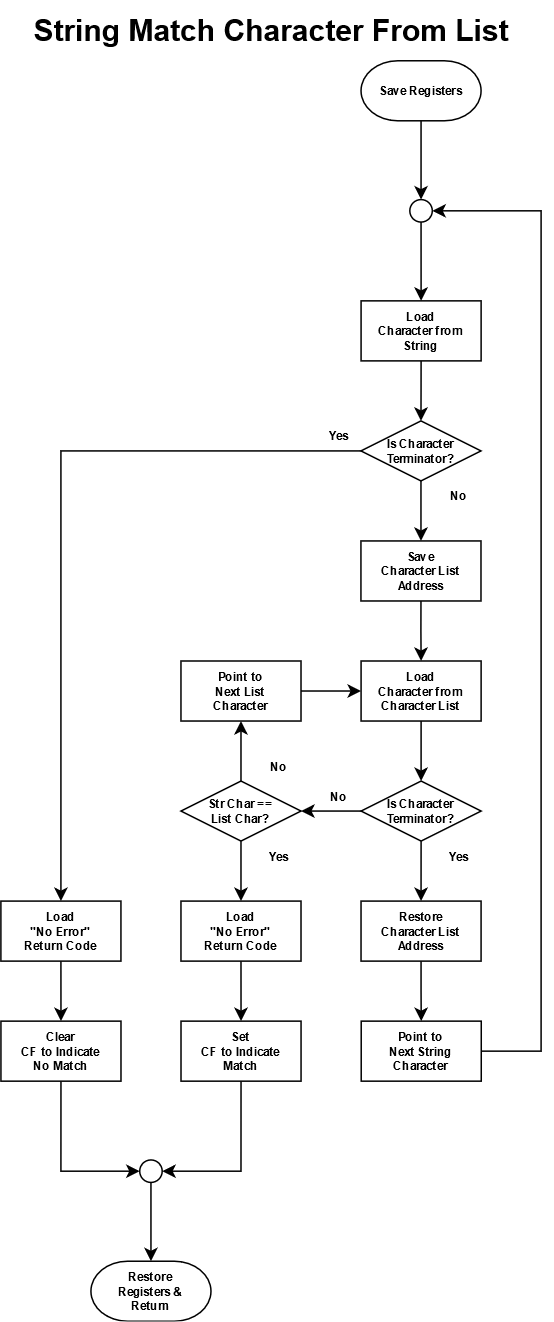 String Match Character From List
Save Registers
Load
Character from
String
Yes
Is Character
Terminator?
No
Save
Character List
Address
Point to
Next List
Character
Load
Character from
Character List
No
Str Char ==
List Char?
No
Is Character
Terminator?
Yes
Yes
Load
"No Error"
Return Code
Load
"No Error"
Return Code
Restore
Character List
Address
Clear
CF to Indicate
No Match
Set
CF to Indicate
Match
Point to
Next String
Character
Restore
Registers &
Return